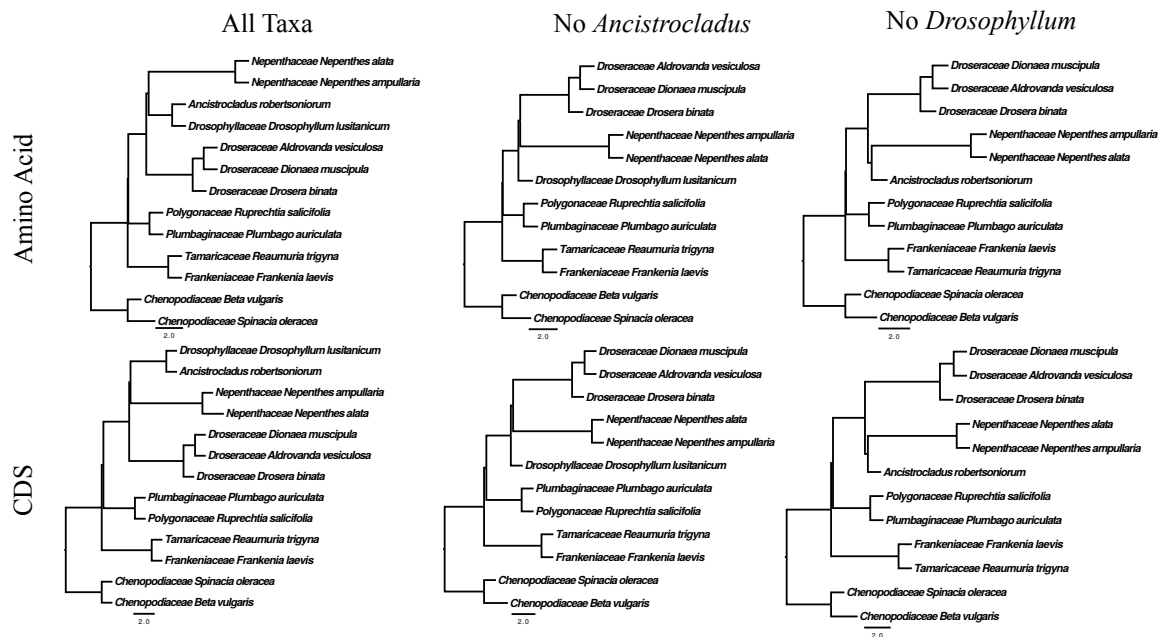 All Taxa
No Ancistrocladus
No Drosophyllum
Amino Acid
Nepenthaceae Nepenthes alata
Nepenthaceae Nepenthes ampullaria
Ancistrocladus robertsoniorum
Drosophyllaceae Drosophyllum lusitanicum
Droseraceae Aldrovanda vesiculosa
Droseraceae Dionaea muscipula
Droseraceae Drosera binata
Polygonaceae Ruprechtia salicifolia
Plumbaginaceae Plumbago auriculata
Tamaricaceae Reaumuria trigyna
Frankeniaceae Frankenia laevis
Chenopodiaceae Beta vulgaris
Chenopodiaceae Spinacia oleracea
2.0
Droseraceae Aldrovanda vesiculosa
Droseraceae Dionaea muscipula
Droseraceae Drosera binata
Nepenthaceae Nepenthes ampullaria
Nepenthaceae Nepenthes alata
Drosophyllaceae Drosophyllum lusitanicum
Polygonaceae Ruprechtia salicifolia
Plumbaginaceae Plumbago auriculata
Tamaricaceae Reaumuria trigyna
Frankeniaceae Frankenia laevis
Chenopodiaceae Beta vulgaris
Chenopodiaceae Spinacia oleracea
2.0
Droseraceae Dionaea muscipula
Droseraceae Aldrovanda vesiculosa
Droseraceae Drosera binata
Nepenthaceae Nepenthes ampullaria
Nepenthaceae Nepenthes alata
Ancistrocladus robertsoniorum
Polygonaceae Ruprechtia salicifolia
Plumbaginaceae Plumbago auriculata
Frankeniaceae Frankenia laevis
Tamaricaceae Reaumuria trigyna
Chenopodiaceae Spinacia oleracea
Chenopodiaceae Beta vulgaris
2.0
CDS
Drosophyllaceae Drosophyllum lusitanicum
Ancistrocladus robertsoniorum
Nepenthaceae Nepenthes ampullaria
Nepenthaceae Nepenthes alata
Droseraceae Dionaea muscipula
Droseraceae Aldrovanda vesiculosa
Droseraceae Drosera binata
Plumbaginaceae Plumbago auriculata
Polygonaceae Ruprechtia salicifolia
Tamaricaceae Reaumuria trigyna
Frankeniaceae Frankenia laevis
Chenopodiaceae Spinacia oleracea
Chenopodiaceae Beta vulgaris
2.0
Droseraceae Dionaea muscipula
Droseraceae Aldrovanda vesiculosa
Droseraceae Drosera binata
Nepenthaceae Nepenthes alata
Nepenthaceae Nepenthes ampullaria
Drosophyllaceae Drosophyllum lusitanicum
Plumbaginaceae Plumbago auriculata
Polygonaceae Ruprechtia salicifolia
Tamaricaceae Reaumuria trigyna
Frankeniaceae Frankenia laevis
Chenopodiaceae Spinacia oleracea
Chenopodiaceae Beta vulgaris
2.0
Droseraceae Dionaea muscipula
Droseraceae Aldrovanda vesiculosa
Droseraceae Drosera binata
Nepenthaceae Nepenthes alata
Nepenthaceae Nepenthes ampullaria
Ancistrocladus robertsoniorum
Polygonaceae Ruprechtia salicifolia
Plumbaginaceae Plumbago auriculata
Frankeniaceae Frankenia laevis
Tamaricaceae Reaumuria trigyna
Chenopodiaceae Spinacia oleracea
Chenopodiaceae Beta vulgaris
2.0